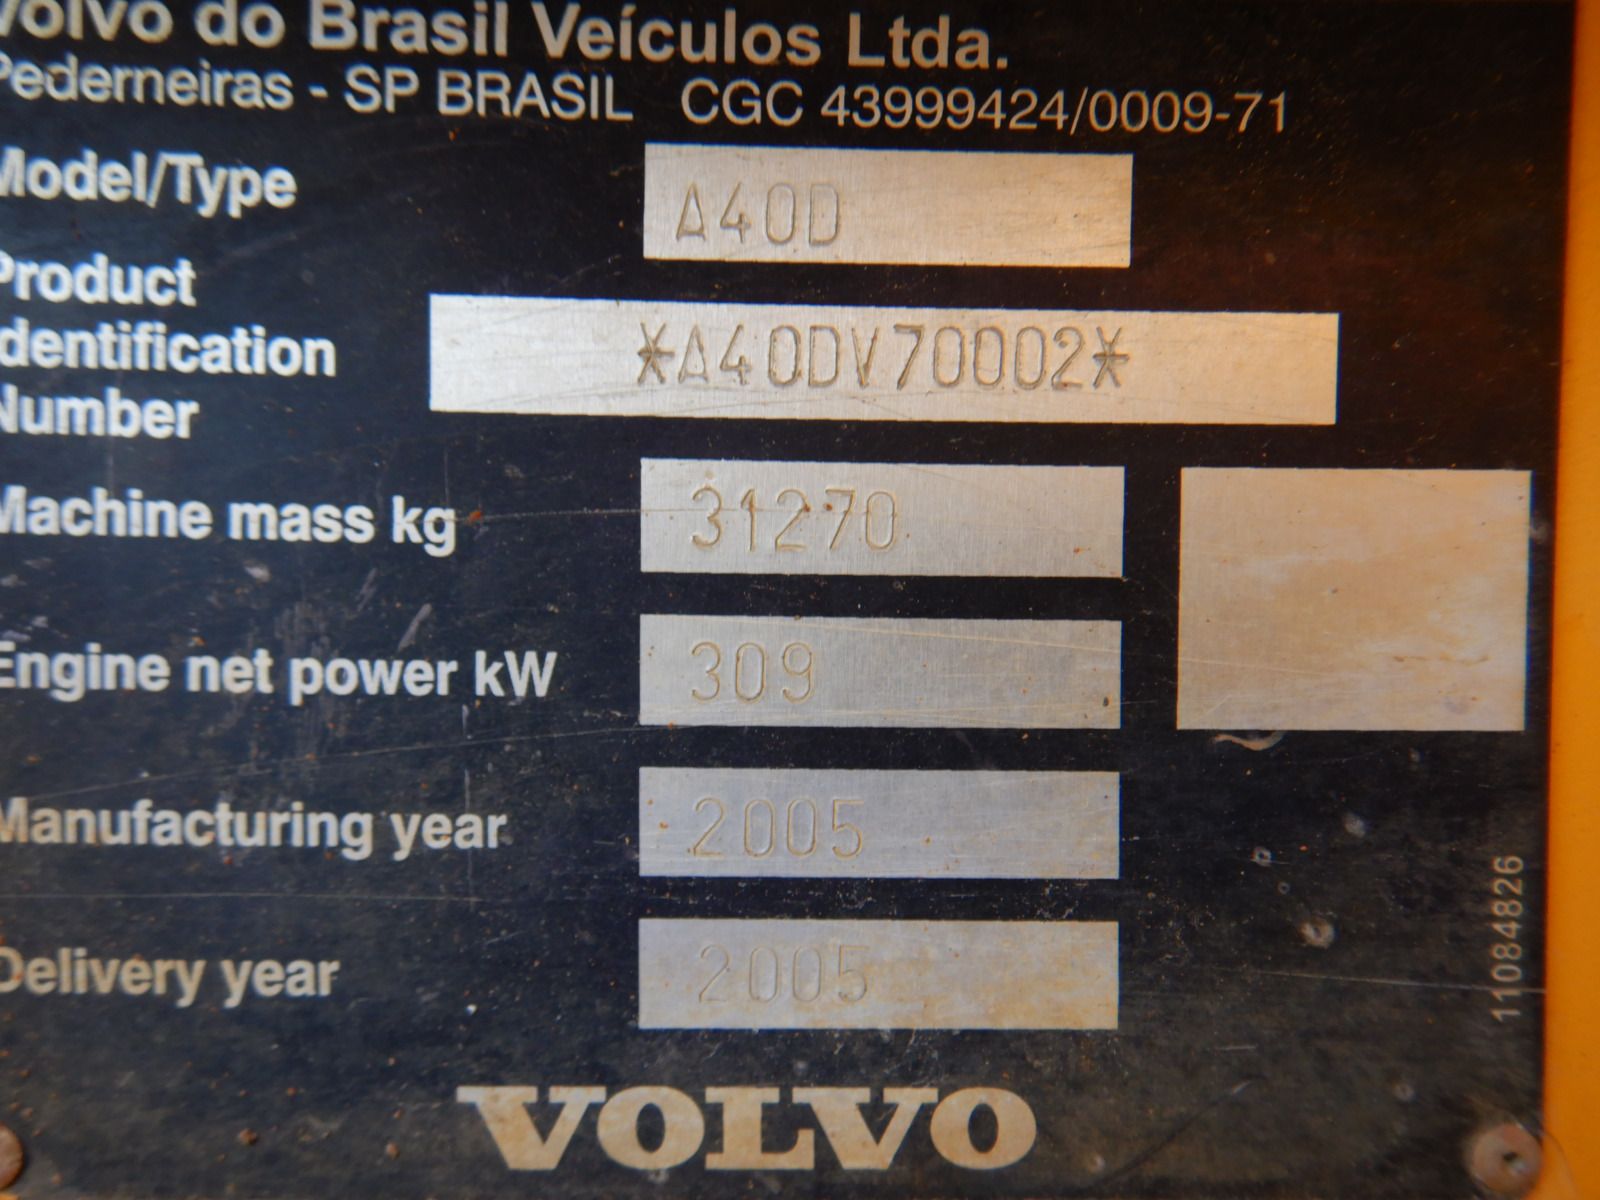 Volvo do Brasil Veículos Ltda.
Pederneiras - SP BRASIL CGC 43999424/0009-71
Model/Type A40D
Product
Identification *A40DV70002*
Number
Machine mass kg 31270
Engine net power kW 309
Manufacturing year 2005
Delivery year 2005
11084826
VOLVO